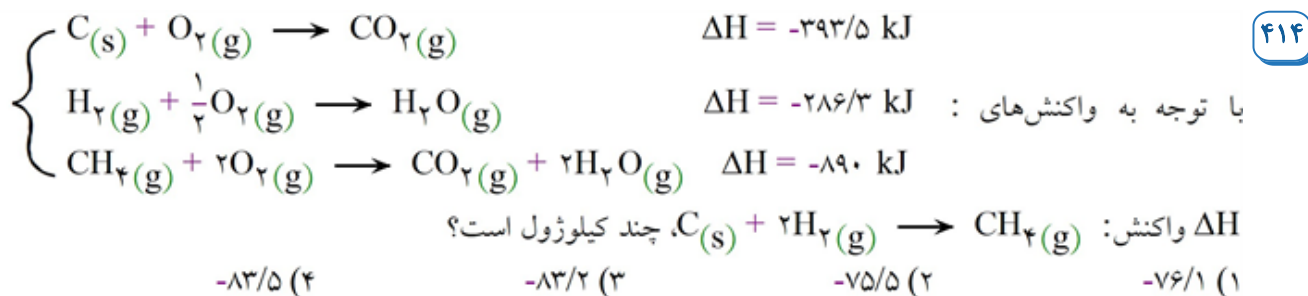 ۴۱۴
C(s) + O۲(g) ⟶ CO۲(g) ΔH = -۳۹۳/۵ kJ
با توجه به واکنش‌های : H۲(g) + ۱/۲ O۲(g) ⟶ H۲O(g) ΔH = -۲۸۶/۳ kJ
CH۴(g) + ۲O۲(g) ⟶ CO۲(g) + ۲H۲O(g) ΔH = -۸۹۰ kJ
ΔH واکنش: C(s) + ۲H۲(g) ⟶ CH۴(g)، چند کیلوژول است؟
۱) -۷۶/۱ ۲) -۷۵/۵ ۳) -۸۳/۲ ۴) -۸۳/۵